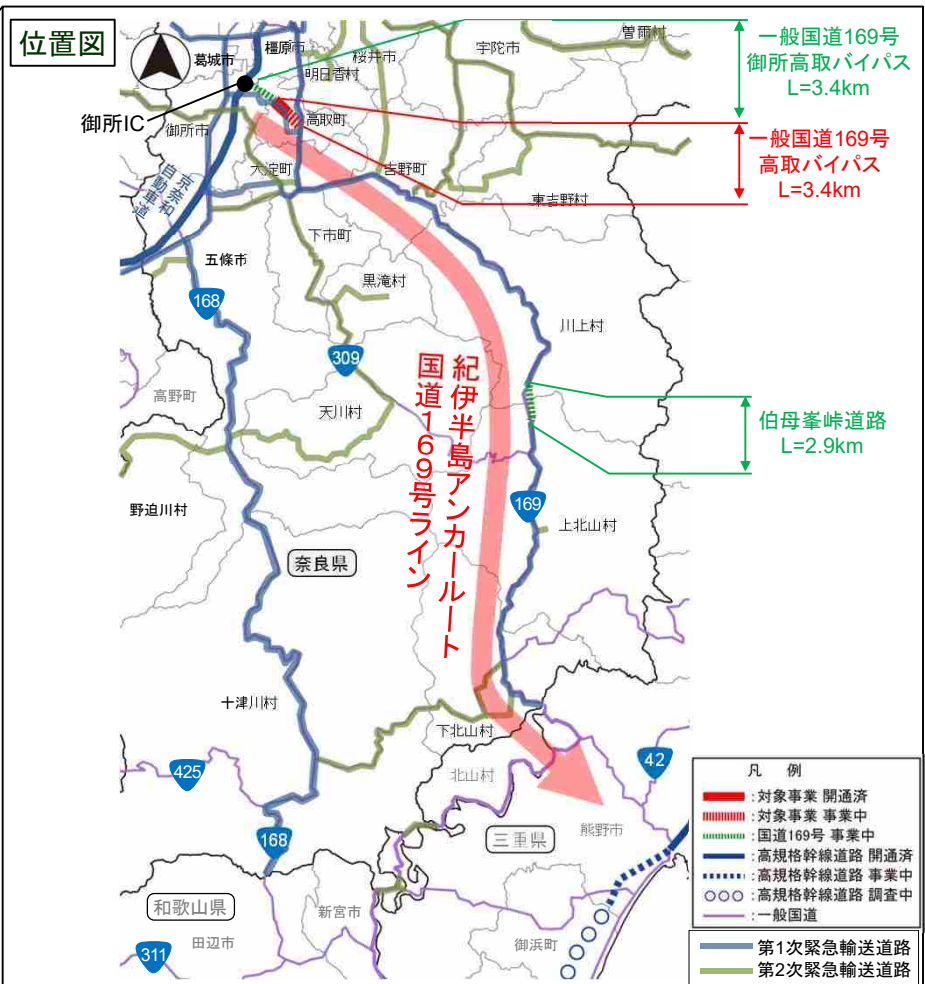 位置図
葛城市
橿原市
桜井市
宇陀市
曽爾村
明日香村
御所IC
御所市
高取町
大淀町
吉野町
東吉野村
京奈和
自動車道
一般国道169号
御所高取バイパス
L=3.4km
一般国道169号
高取バイパス
L=3.4km
下市町
五條市
黒滝村
168
309
川上村
高野町
天川村
紀伊半島アンカールート
国道169号ライン
伯母峯峠道路
L=2.9km
野迫川村
169
上北山村
奈良県
十津川村
下北山村
北山村
425
42
168
三重県
熊野市
和歌山県
新宮市
田辺市
御浜町
311
凡 例
:対象事業 開通済
:対象事業 事業中
:国道169号 事業中
:高規格幹線道路 開通済
:高規格幹線道路 事業中
:高規格幹線道路 調査中
:一般国道
第1次緊急輸送道路
第2次緊急輸送道路